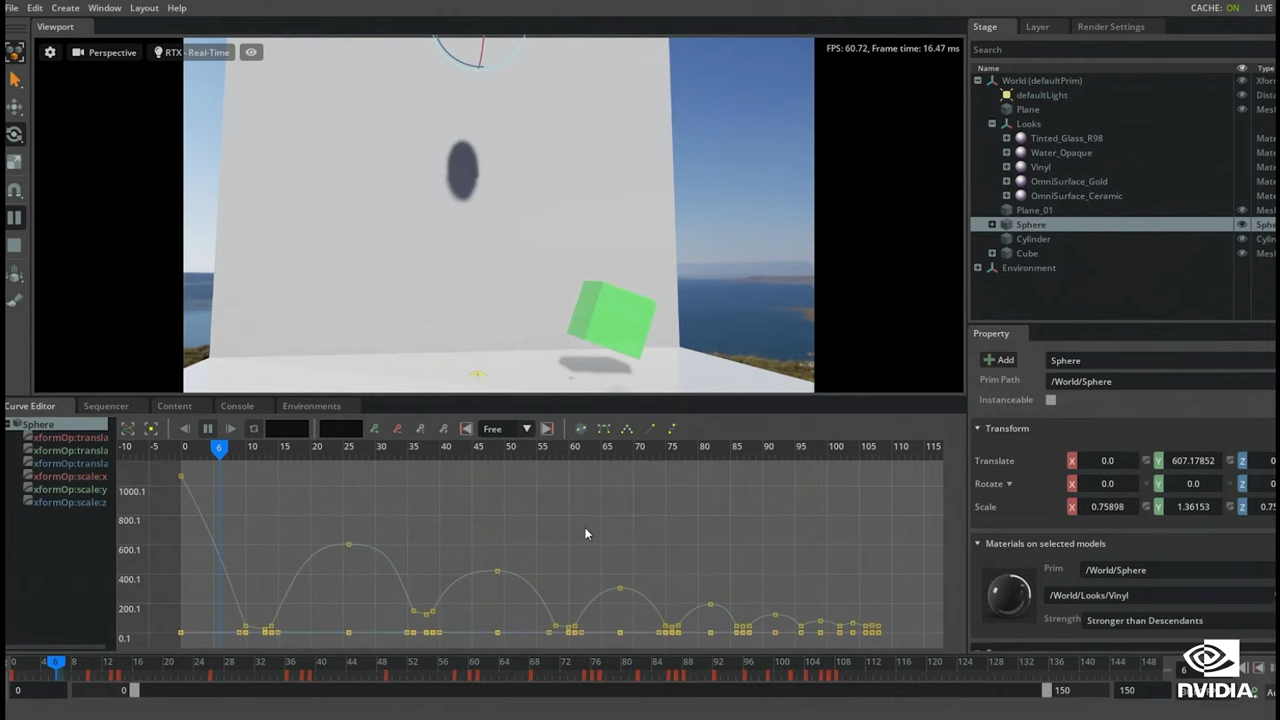 File Edit Create Window Layout Help CACHE: ON LIVE
Viewport Stage Layer Render Settings
Perspective RTX - Real-Time FPS: 60.72, Frame time: 16.47 ms
Search
Name
World (defaultPrim)
defaultLight
Plane
Looks
Tinted_Glass_R98
Water_Opaque
Vinyl
OmniSurface_Gold
OmniSurface_Ceramic
Plane_01
Sphere
Cylinder
Cube
Environment
Property
Add Sphere
Prim Path /World/Sphere
Instanceable
Transform
Translate X 0.0 Y 607.17852 Z
Rotate X 0.0 Y 0.0 Z
Scale X 0.75898 Y 1.36153 Z
Materials on selected models
Prim /World/Sphere
/World/Looks/Vinyl
Strength Stronger than Descendants
Curve Editor Sequencer Content Console Environments
Sphere
xformOp:transla
xformOp:transla
xformOp:transla
xformOp:scale:x
xformOp:scale:y
xformOp:scale:z
Free
-10 -5 6 10 15 20 25 30 35 40 45 50 55 60 65 70 75 80 85 90 95 100 105 110 115
1000.1
800.1
600.1
400.1
200.1
0.1
0 4 6 12 16 20 24 28 32 36 40 44 48 52 56 60 64 68 72 76 80 84 88 92 96 100 104 108 112 116 120 124 128 132 136 140 144 148
0 0 150 150
6
NVIDIA